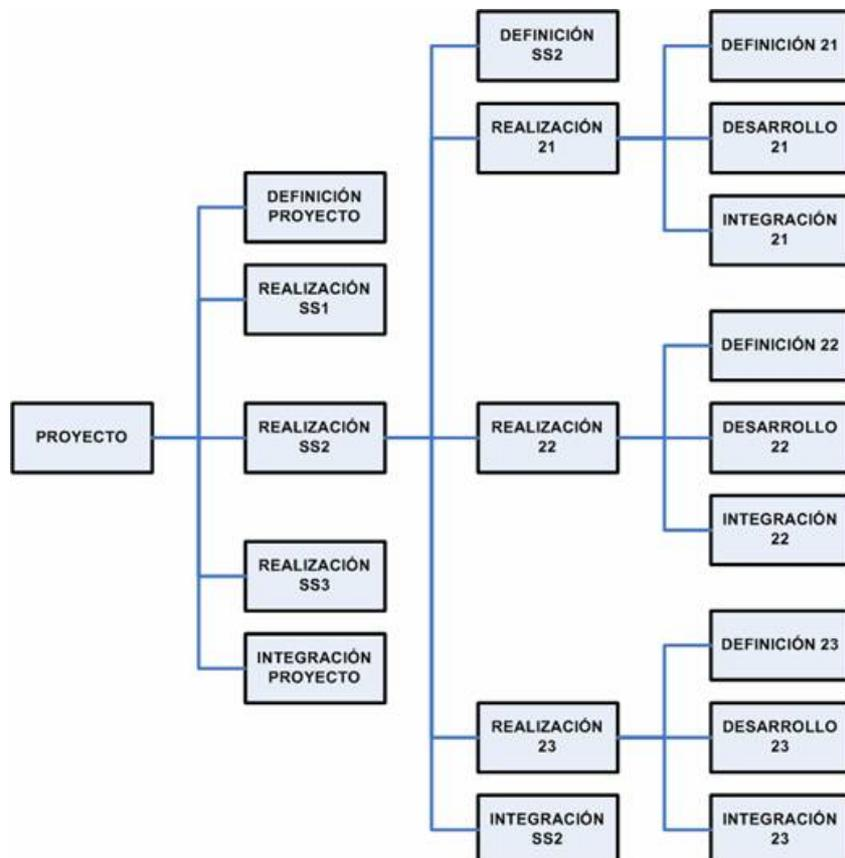 DEFINICIÓN
SS2
REALIZACIÓN
21
DEFINICIÓN 21
DESARROLLO
21
INTEGRACIÓN
21
DEFINICIÓN
PROYECTO
REALIZACIÓN
SS1
PROYECTO
REALIZACIÓN
SS2
REALIZACIÓN
SS3
INTEGRACIÓN
PROYECTO
REALIZACIÓN
22
DEFINICIÓN 22
DESARROLLO
22
INTEGRACIÓN
22
REALIZACIÓN
23
INTEGRACIÓN
SS2
DEFINICIÓN 23
DESARROLLO
23
INTEGRACIÓN
23